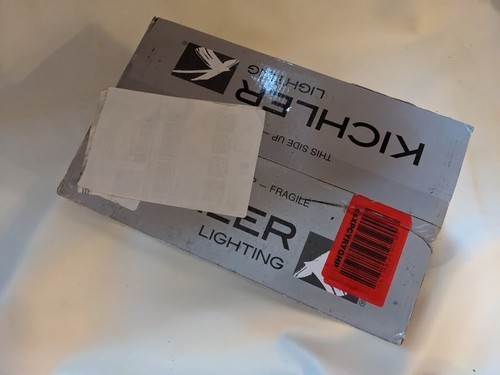 KICHLER
®
LIGHTING
THIS SIDE UP —
— FRAGILE
LER
LIGHTING
®